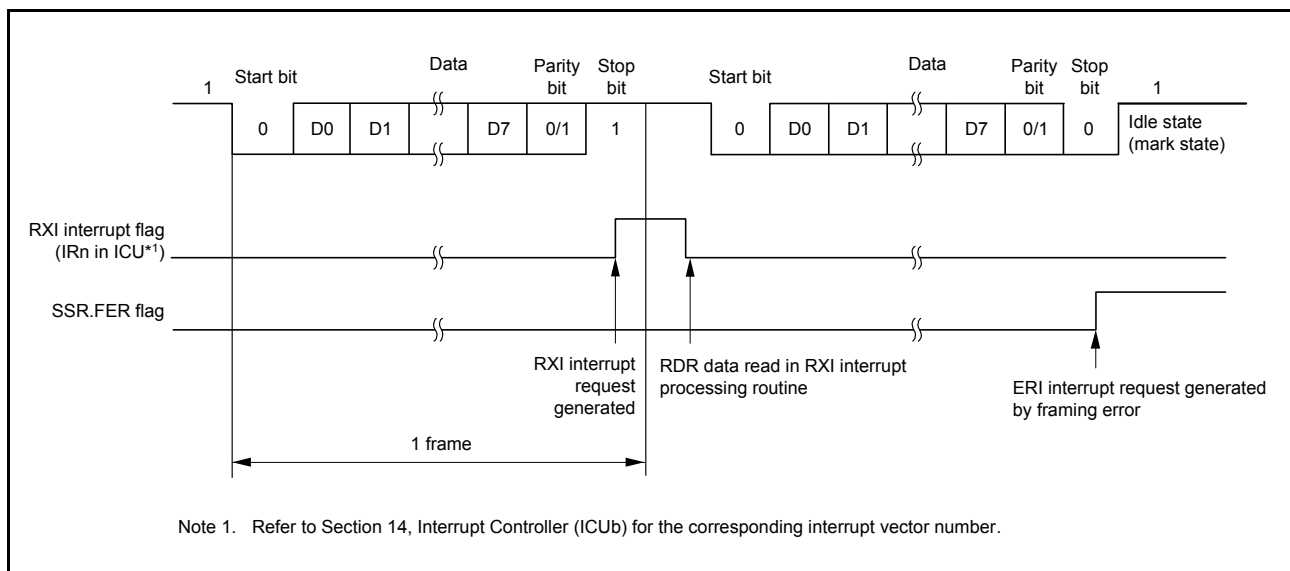 1
Start bit
Data
Parity
bit
Stop
bit
Start bit
Data
Parity
bit
Stop
bit
1
0 D0 D1 D7 0/1 1 0 D0 D1 D7 0/1 0
Idle state
(mark state)
RXI interrupt flag
(IRn in ICU*1)
SSR.FER flag
RXI interrupt
request
generated
RDR data read in RXI interrupt
processing routine
ERI interrupt request generated
by framing error
1 frame
Note 1. Refer to Section 14, Interrupt Controller (ICUb) for the corresponding interrupt vector number.